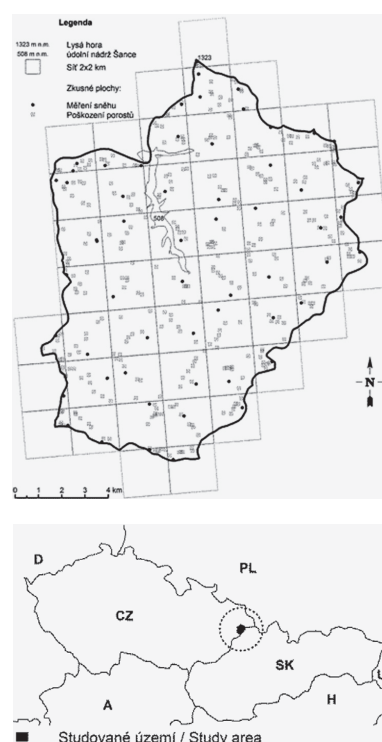 Legenda
1323 m n.m. Lysá hora
508 m n.m. údolní nádrž Šance
Síť 2x2 km
Zkusné plochy:
Měření sněhu
Poškození porostů
1323
508
N
0 1 2 3 4 km
D
PL
CZ
SK
U
A
H
Studované území / Study area